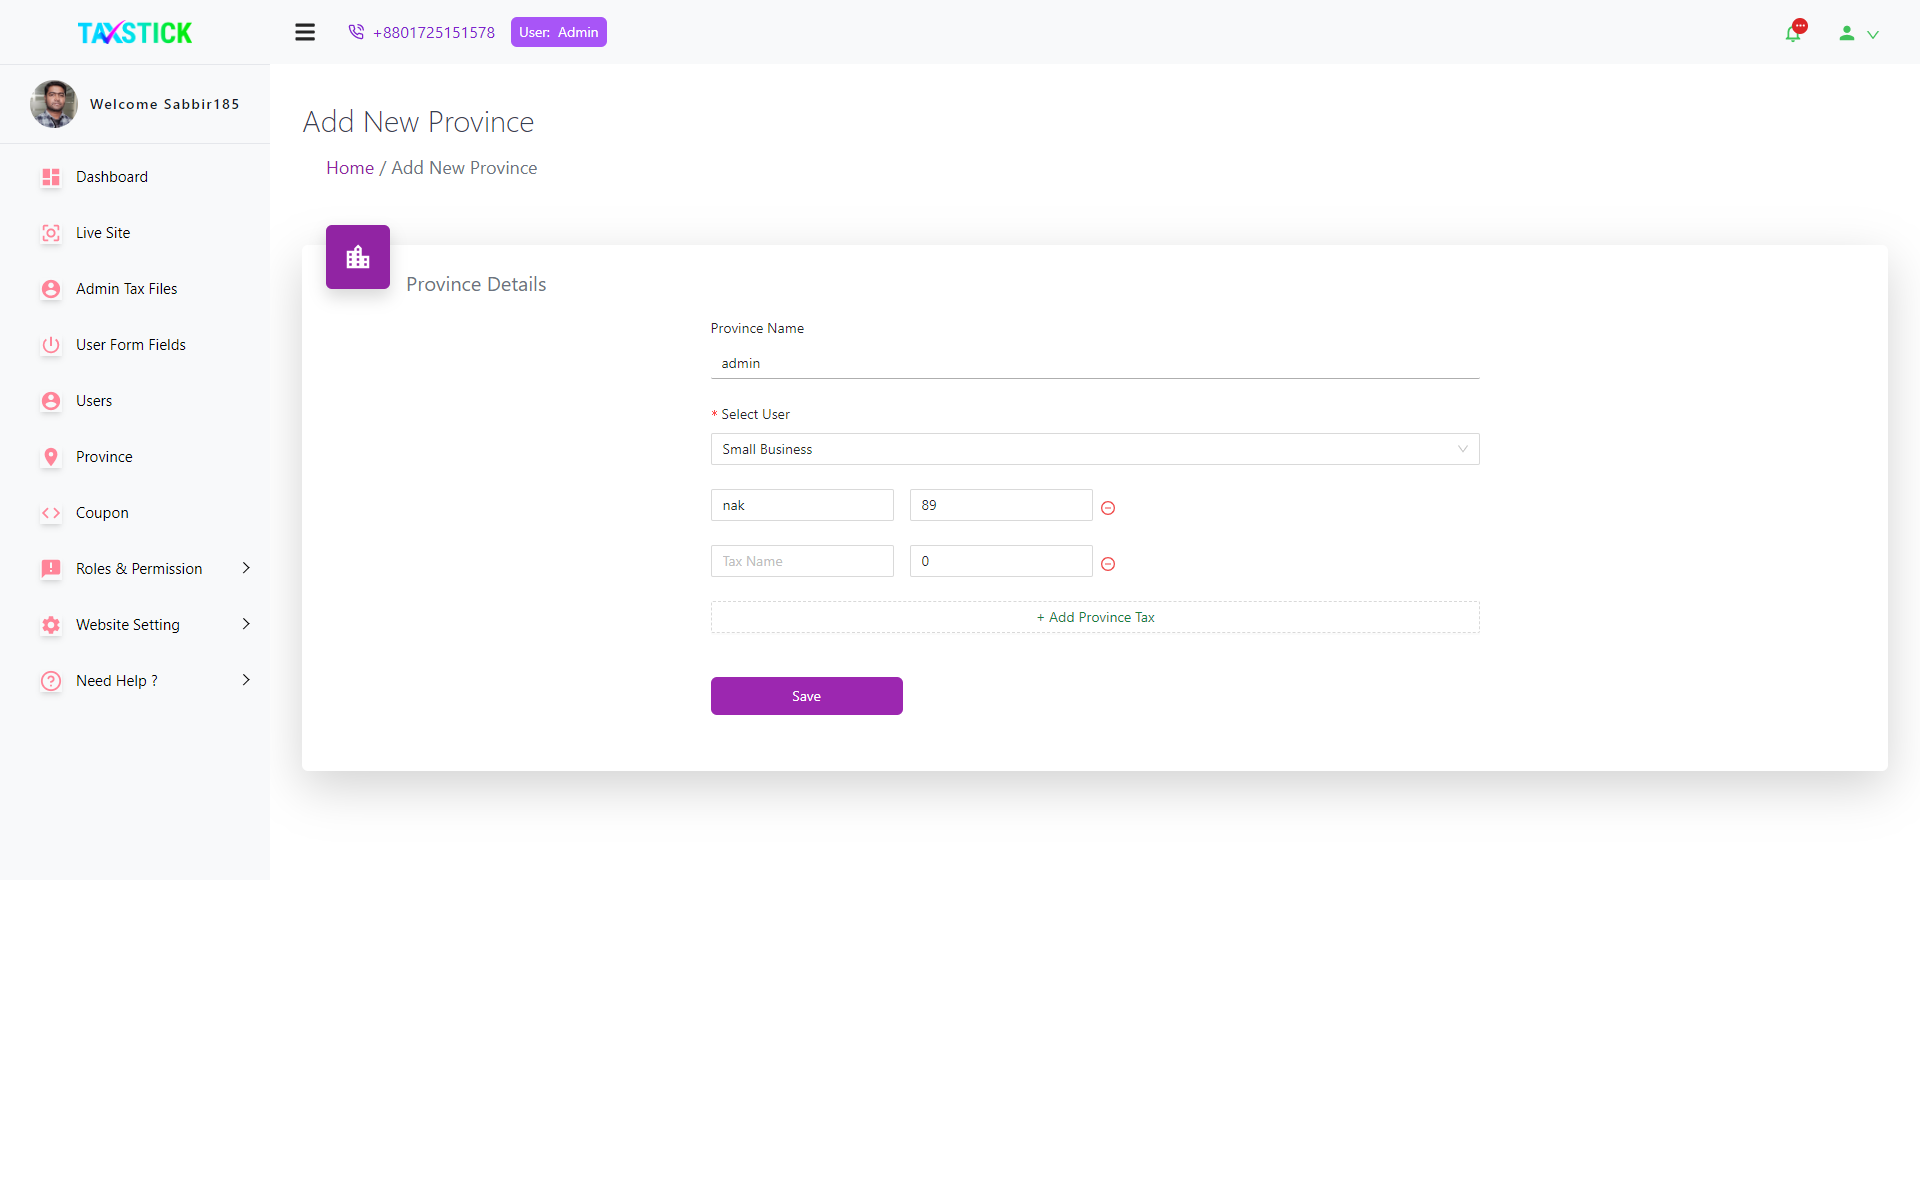 TAXSTICK
+8801725151578
User: Admin
Welcome Sabbir185
Dashboard
Live Site
Admin Tax Files
User Form Fields
Users
Province
Coupon
Roles & Permission
Website Setting
Need Help ?
Add New Province
Home / Add New Province
Province Details
Province Name
admin
* Select User
Small Business
nak 89
Tax Name 0
+ Add Province Tax
Save